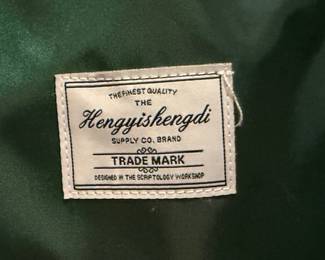 THE FINEST QUALITY
THE
Hengyishengdi
SUPPLY CO. BRAND
TRADE MARK
DESIGNED IN THE SCRIPTOLOGY WORKSHOP